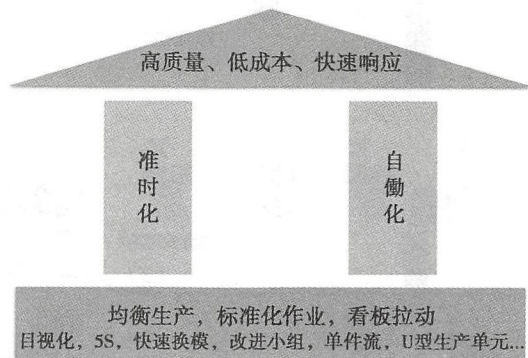 高质量、低成本、快速响应
准时化
自働化
均衡生产，标准化作业，看板拉动
目视化，5S，快速换模，改进小组，单件流，U型生产单元...